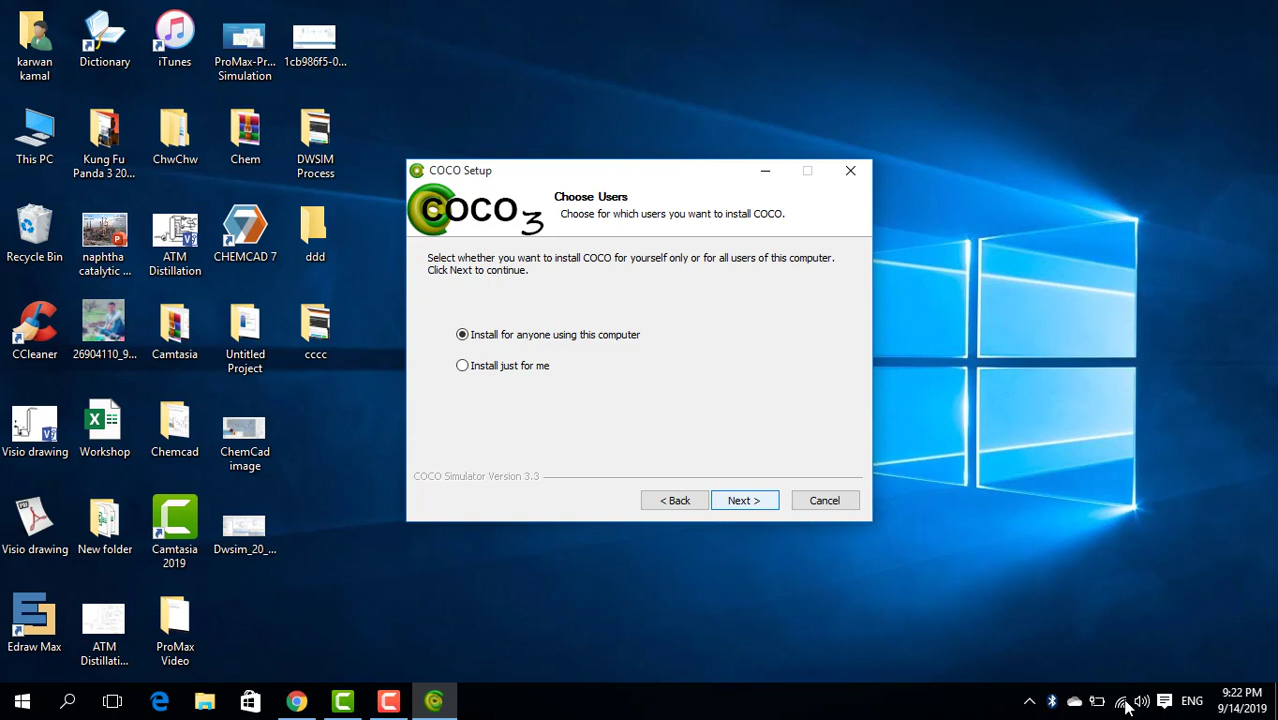 karwan
kamal
Dictionary
iTunes
ProMax-Pr...
Simulation
1cb986f5-0...
This PC
Kung Fu
Panda 3 20...
ChwChw
Chem
DWSIM
Process
Recycle Bin
naphtha
catalytic ...
ATM
Distillation
CHEMCAD 7
ddd
CCleaner
26904110_9...
Camtasia
Untitled
Project
cccc
Visio drawing
Workshop
Chemcad
ChemCad
image
Visio drawing
New folder
Camtasia
2019
Dwsim_20_...
Edraw Max
ATM
Distillati...
ProMax
Video
COCO Setup
COCO 3
Choose Users
Choose for which users you want to install COCO.
Select whether you want to install COCO for yourself only or for all users of this computer.
Click Next to continue.
Install for anyone using this computer
Install just for me
COCO Simulator Version 3.3
< Back
Next >
Cancel
ENG
9:22 PM
9/14/2019